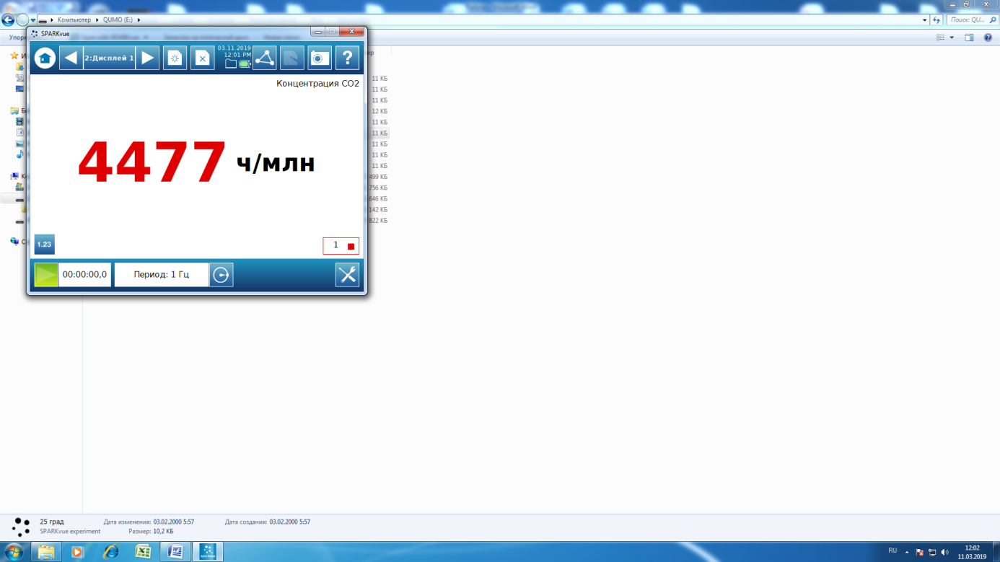 Компьютер
QUMO (E:)
Поиск: QU...
SPARKvue
2:Дисплей 1
03.11.2019
12:01 PM
?
Концентрация CO2
4477 ч/млн
1.23
1
00:00:00,0
Период: 1 Гц
11 КБ
11 КБ
11 КБ
12 КБ
11 КБ
11 КБ
11 КБ
11 КБ
11 КБ
499 КБ
756 КБ
646 КБ
142 КБ
822 КБ
25 град
Дата изменения: 03.02.2000 5:57
Дата создания: 03.02.2000 5:57
SPARKvue experiment
Размер: 10,2 КБ
RU
12:02
11.03.2019